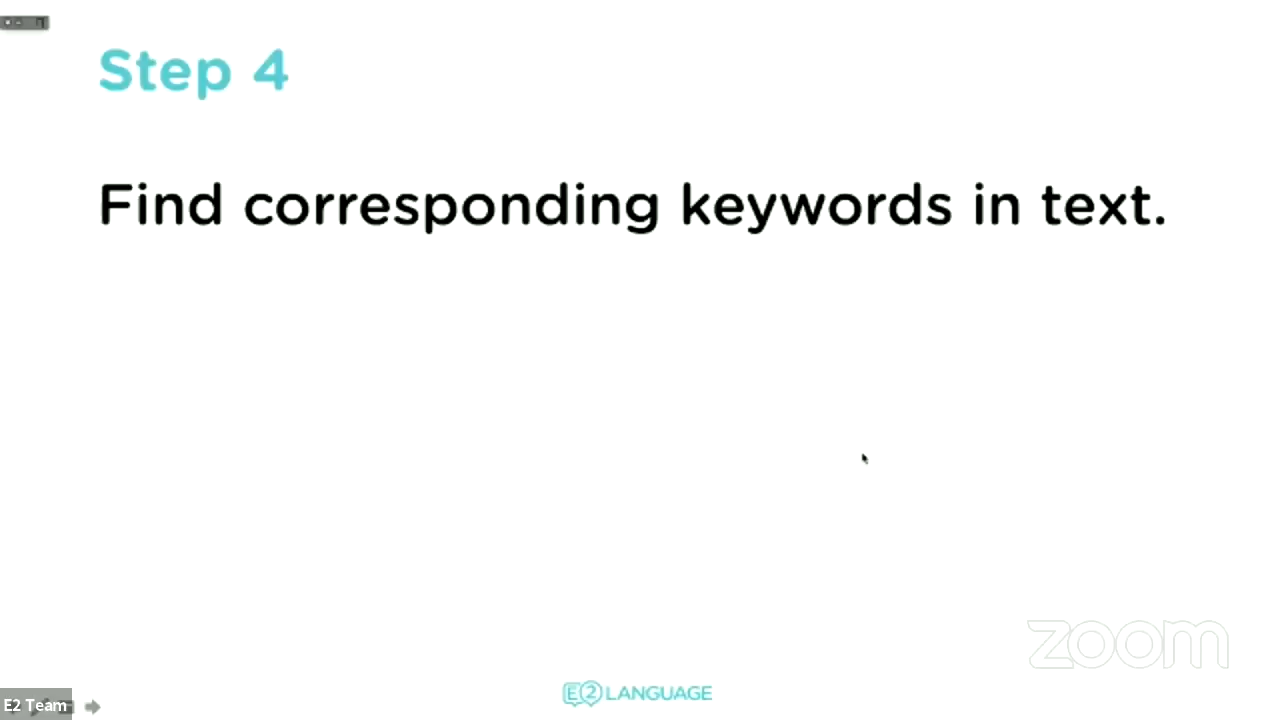 Step 4
Find corresponding keywords in text.
zoom
E2 Team
E2 LANGUAGE